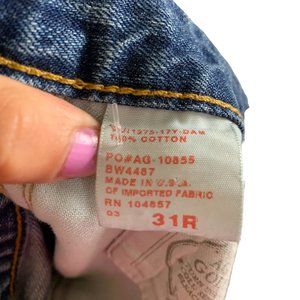 100% COTTON
PO#AG-10855
BW4487
MADE IN U.S.A.
OF IMPORTED FABRIC
RN 104857
03 31R